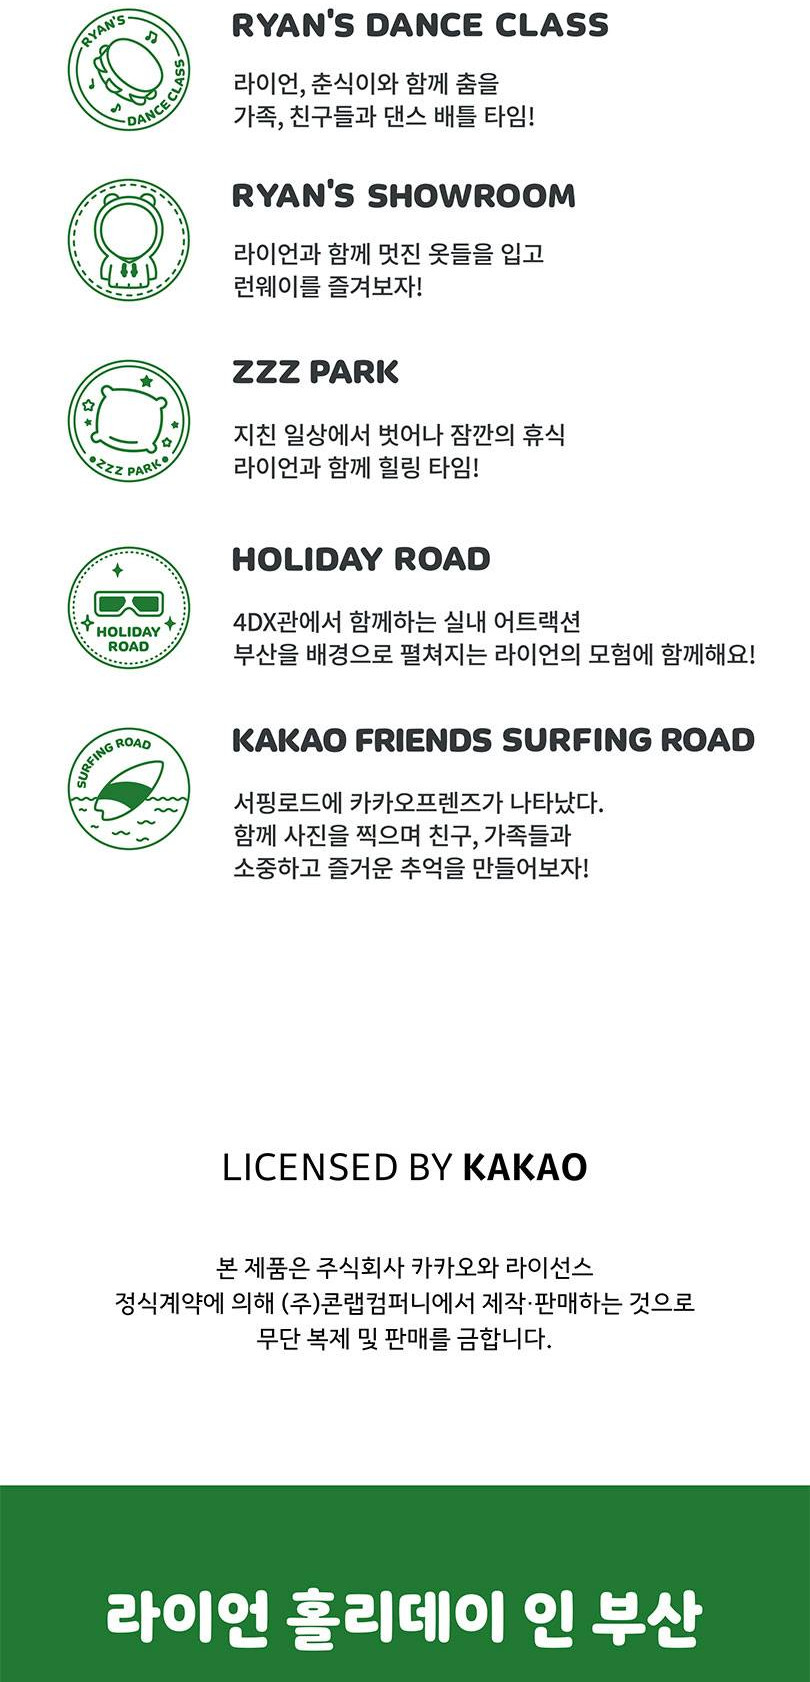 RYAN'S
DANCE CLASS
RYAN'S DANCE CLASS
라이언, 춘식이와 함께 춤을
가족, 친구들과 댄스 배틀 타임!
RYAN'S SHOWROOM
라이언과 함께 멋진 옷들을 입고
런웨이를 즐겨보자!
ZZZ PARK
ZZZ PARK
지친 일상에서 벗어나 잠깐의 휴식
라이언과 함께 힐링 타임!
HOLIDAY
ROAD
HOLIDAY ROAD
4DX관에서 함께하는 실내 어트랙션
부산을 배경으로 펼쳐지는 라이언의 모험에 함께해요!
SURFING ROAD
KAKAO FRIENDS SURFING ROAD
서핑로드에 카카오프렌즈가 나타났다.
함께 사진을 찍으며 친구, 가족들과
소중하고 즐거운 추억을 만들어보자!
LICENSED BY KAKAO
본 제품은 주식회사 카카오와 라이선스
정식계약에 의해 (주)콘랩컴퍼니에서 제작·판매하는 것으로
무단 복제 및 판매를 금합니다.
라이언 홀리데이 인 부산